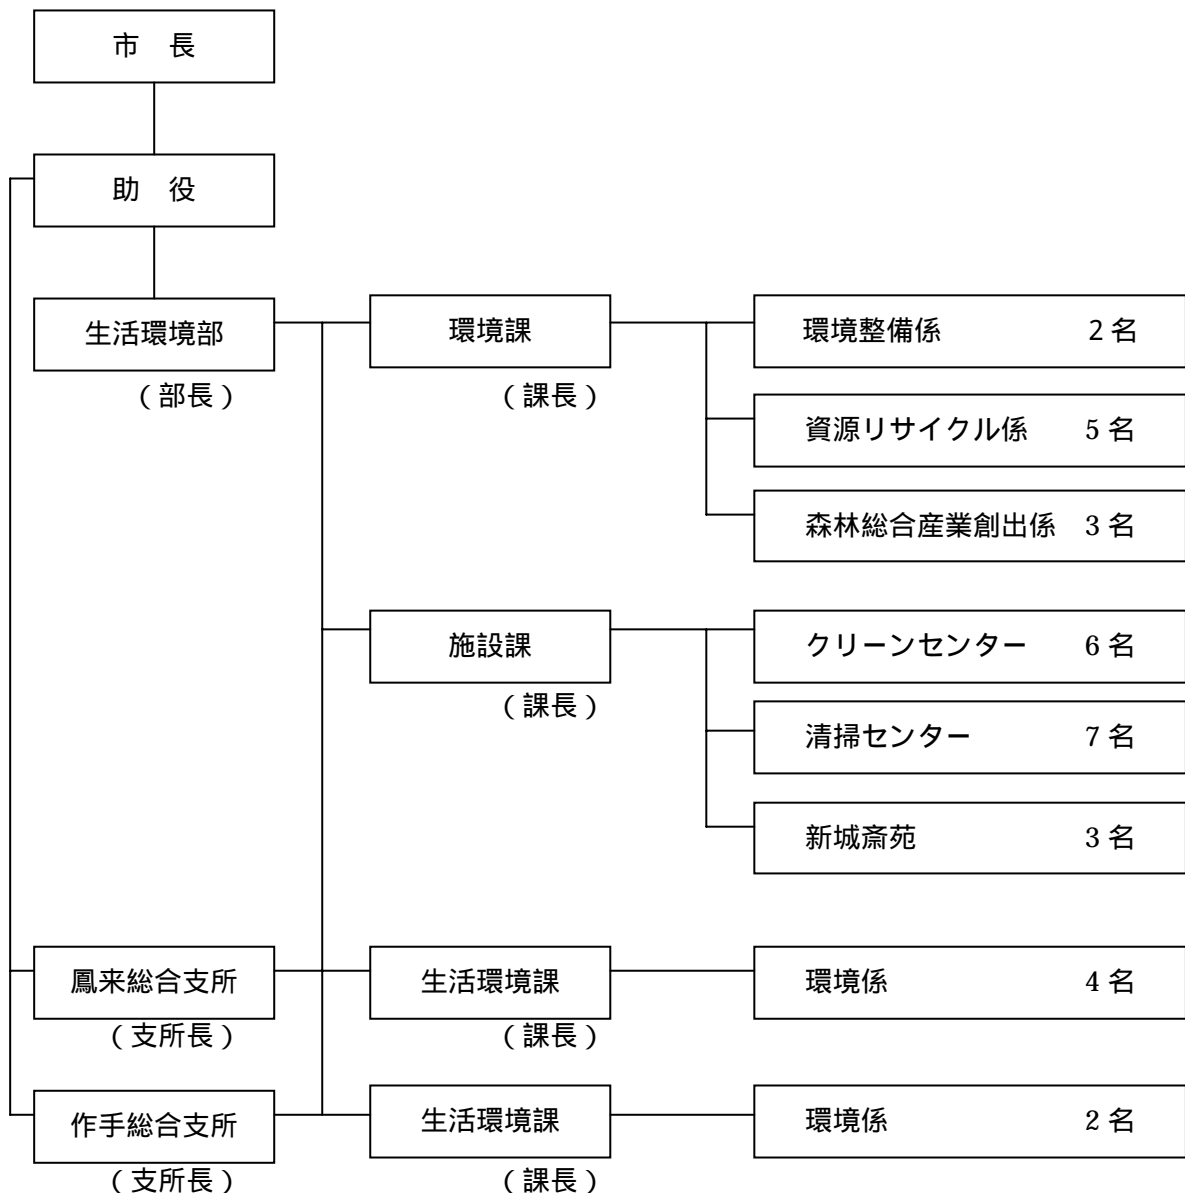 市　長
助　役
生活環境部　環境課　環境整備係　2名
（部長）　（課長）
資源リサイクル係　5名
森林総合産業創出係　3名
施設課　クリーンセンター　6名
（課長）
清掃センター　7名
新城斎苑　3名
鳳来総合支所　生活環境課　環境係　4名
（支所長）　（課長）
作手総合支所　生活環境課　環境係　2名
（支所長）　（課長）